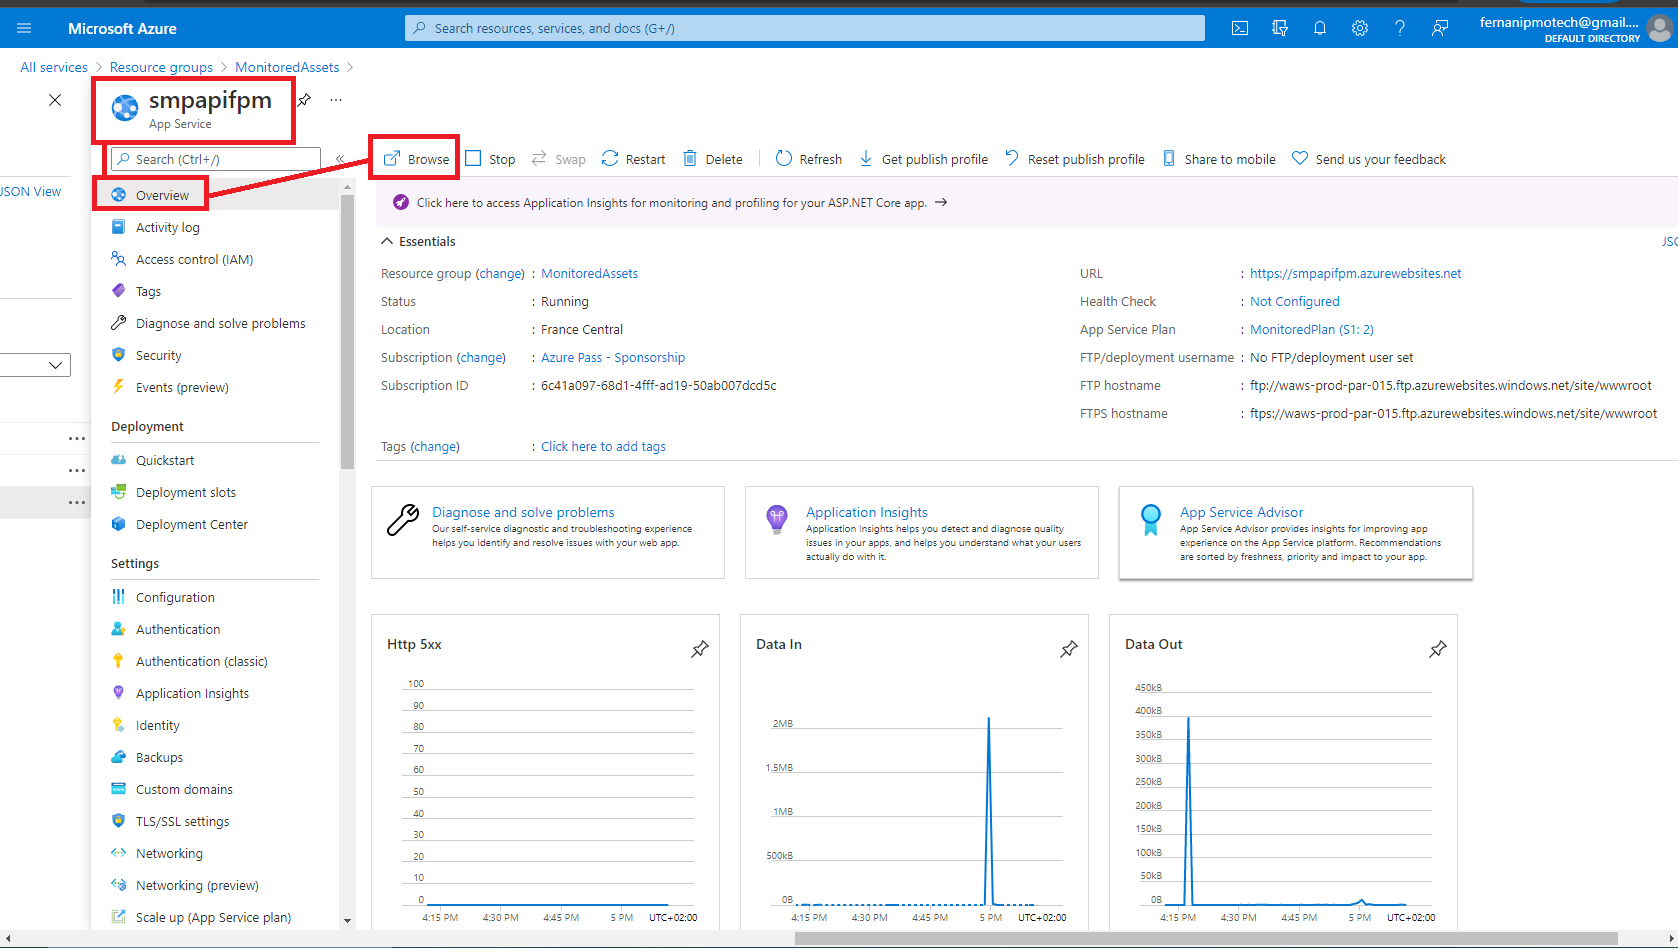 Microsoft Azure
Search resources, services, and docs (G+/)
fernanipmotech@gmail....
DEFAULT DIRECTORY
All services > Resource groups > MonitoredAssets >
smpapifpm
App Service
Search (Ctrl+/)
JSON View
Overview
Activity log
Access control (IAM)
Tags
Diagnose and solve problems
Security
Events (preview)
Deployment
Quickstart
Deployment slots
Deployment Center
Settings
Configuration
Authentication
Authentication (classic)
Application Insights
Identity
Backups
Custom domains
TLS/SSL settings
Networking
Networking (preview)
Scale up (App Service plan)
Browse Stop Swap Restart Delete Refresh Get publish profile Reset publish profile Share to mobile Send us your feedback
Click here to access Application Insights for monitoring and profiling for your ASP.NET Core app. →
Essentials
JSO
Resource group (change) : MonitoredAssets
Status : Running
Location : France Central
Subscription (change) : Azure Pass - Sponsorship
Subscription ID : 6c41a097-68d1-4fff-ad19-50ab007dcd5c
Tags (change) : Click here to add tags
URL : https://smpapifpm.azurewebsites.net
Health Check : Not Configured
App Service Plan : MonitoredPlan (S1: 2)
FTP/deployment username : No FTP/deployment user set
FTP hostname : ftp://waws-prod-par-015.ftp.azurewebsites.windows.net/site/wwwroot
FTPS hostname : ftps://waws-prod-par-015.ftp.azurewebsites.windows.net/site/wwwroot
Diagnose and solve problems
Our self-service diagnostic and troubleshooting experience
helps you identify and resolve issues with your web app.
Application Insights
Application Insights helps you detect and diagnose quality
issues in your apps, and helps you understand what your users
actually do with it.
App Service Advisor
App Service Advisor provides insights for improving app
experience on the App Service platform. Recommendations
are sorted by freshness, priority and impact to your app.
Http 5xx
100
90
80
70
60
50
40
30
20
10
0
4:15 PM 4:30 PM 4:45 PM 5 PM UTC+02:00
Data In
2MB
1.5MB
1MB
500kB
0B
4:15 PM 4:30 PM 4:45 PM 5 PM UTC+02:00
Data Out
450kB
400kB
350kB
300kB
250kB
200kB
150kB
100kB
50kB
0B
4:15 PM 4:30 PM 4:45 PM 5 PM UTC+02:00